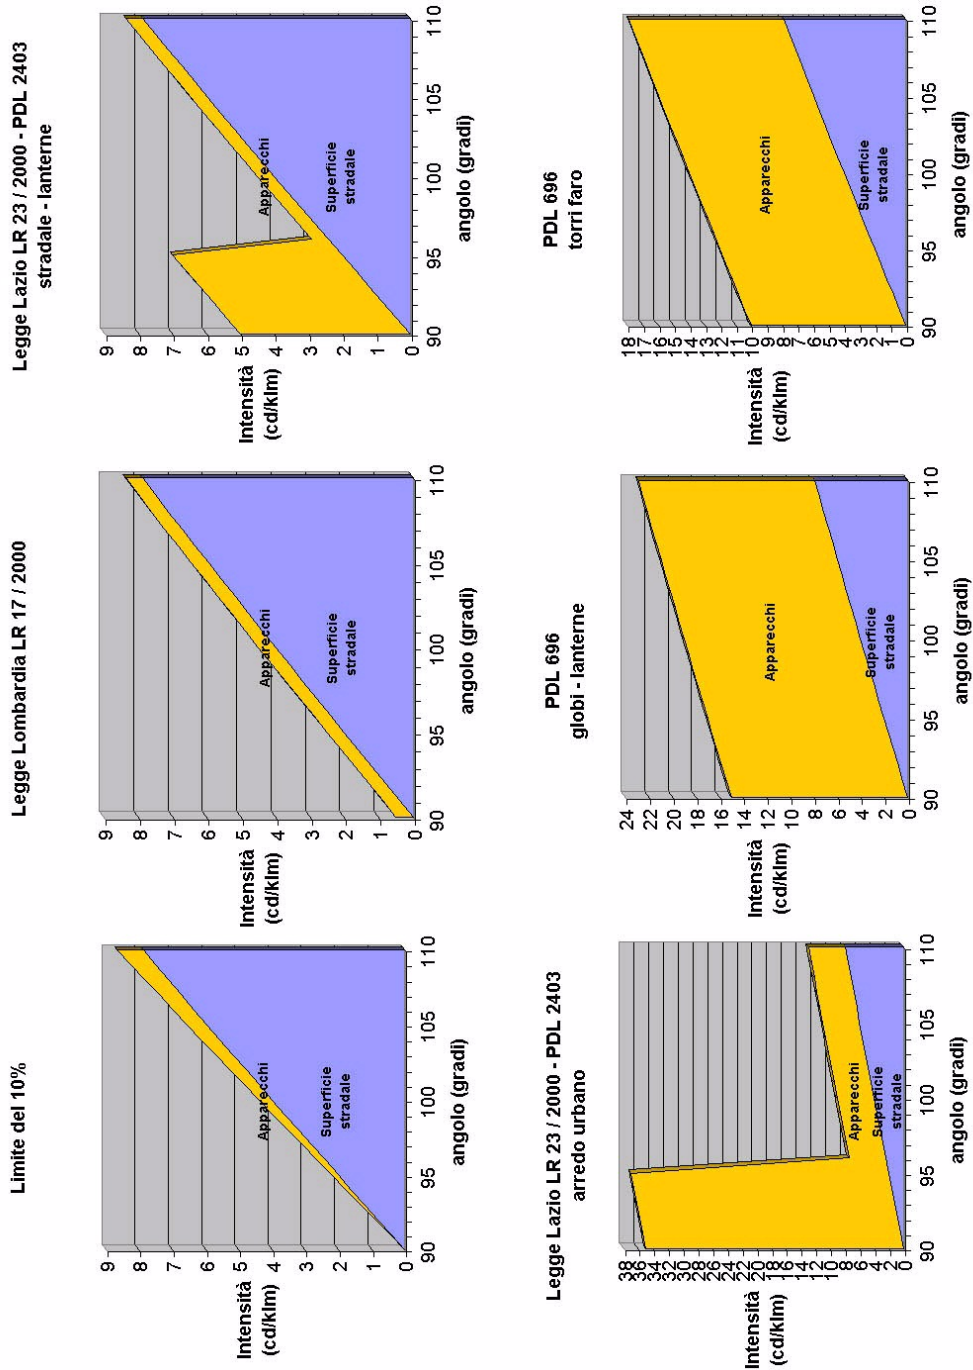 Limite del 10%
9
8
7
6
5
4
3
2
1
0
Intensità
(cd/klm)
Apparecchi
Superficie
stradale
90
95
100
105
110
angolo (gradi)
Legge Lombardia LR 17 / 2000
9
8
7
6
5
4
3
2
1
0
Intensità
(cd/klm)
Apparecchi
Superficie
stradale
90
95
100
105
110
angolo (gradi)
Legge Lazio LR 23 / 2000 - PDL 2403
stradale - lanterne
9
8
7
6
5
4
3
2
1
0
Intensità
(cd/klm)
Apparecchi
Superficie
stradale
90
95
100
105
110
angolo (gradi)
Legge Lazio LR 23 / 2000 - PDL 2403
arredo urbano
38
36
34
32
30
28
26
24
22
20
18
16
14
12
10
8
6
4
2
0
Intensità
(cd/klm)
Apparecchi
Superficie
stradale
90
95
100
105
110
angolo (gradi)
PDL 696
globi - lanterne
24
22
20
18
16
14
12
10
8
6
4
2
0
Intensità
(cd/klm)
Apparecchi
Superficie
stradale
90
95
100
105
110
angolo (gradi)
PDL 696
torri faro
18
17
16
15
14
13
12
11
10
9
8
7
6
5
4
3
2
1
0
Intensità
(cd/klm)
Apparecchi
Superficie
stradale
90
95
100
105
110
angolo (gradi)